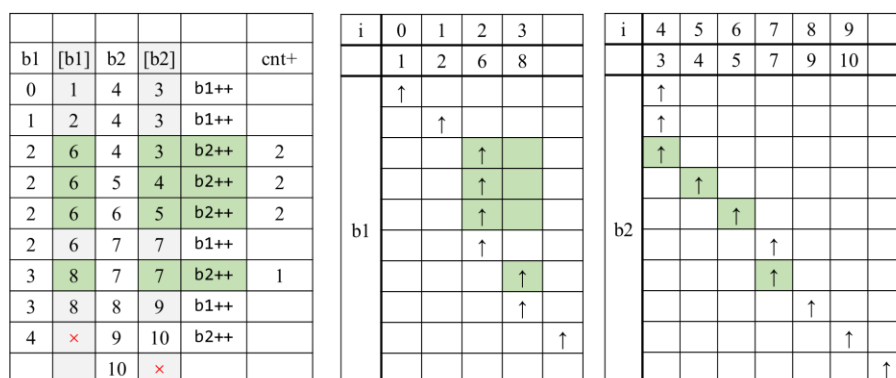 b1 [b1] b2 [b2] cnt+
0 1 4 3 b1++
1 2 4 3 b1++
2 6 4 3 b2++ 2
2 6 5 4 b2++ 2
2 6 6 5 b2++ 2
2 6 7 7 b1++
3 8 7 7 b2++ 1
3 8 8 9 b1++
4 × 9 10 b2++
10 ×
i 0 1 2 3
1 2 6 8
↑
↑
↑
↑
↑
b1 ↑
↑
↑
↑
i 4 5 6 7 8 9
3 4 5 7 9 10
↑
↑
↑
↑
↑
b2 ↑
↑
↑
↑
↑